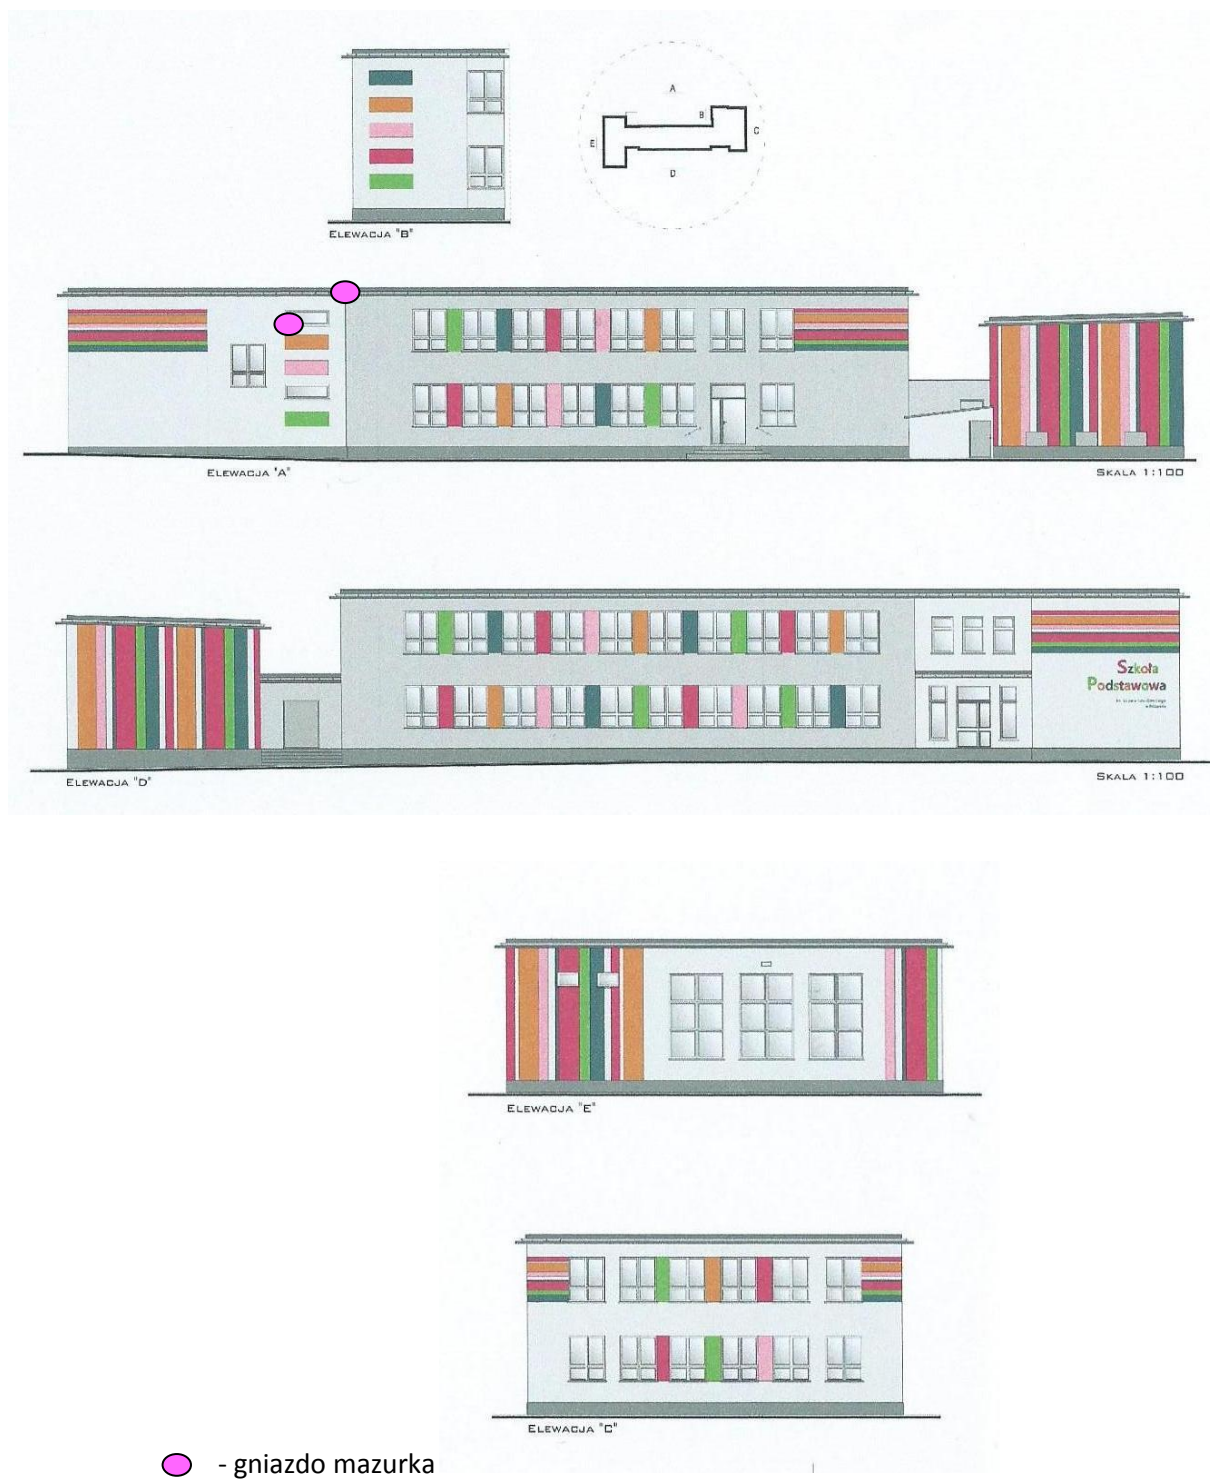 A
B
C
E
D
ELEWACJA "B"
ELEWACJA 'A"
SKALA 1:100
Szkoła
Podstawowa
ELEWACJA "D"
SKALA 1:100
ELEWACJA "E"
ELEWACJA "C"
- gniazdo mazurka